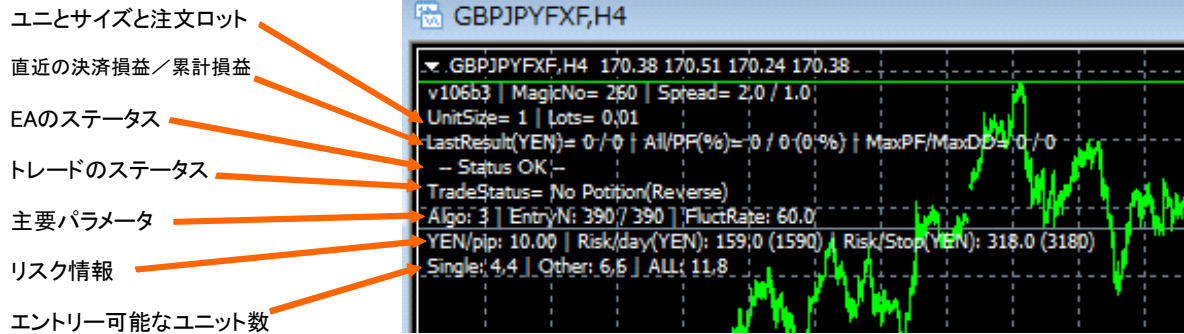 ユニとサイズと注文ロット
直近の決済損益／累計損益
EAのステータス
トレードのステータス
主要パラメータ
リスク情報
エントリー可能なユニット数
GBPJPYFXF,H4
GBPJPYFXF,H4 170.38 170.51 170.24 170.38
v106b3 | MagicNo= 260 | Spread= 2.0 / 1.0
UnitSize= 1 | Lots= 0.01
LastResult(YEN)= 0 / 0 | All/PF(%)= 0 / 0 (0 %) | MaxPF/MaxDD= 0 / 0
-- Status OK --
TradeStatus= No Potition(Reverse)
Algo: 3 | EntryN: 390 / 390 | FluctRate: 60.0
YEN/pip: 10.00 | Risk/day(YEN): 159.0 (1590) | Risk/Stop(YEN): 318.0 (3180)
Single: 4,4 | Other: 6,6 | ALL: 11,8